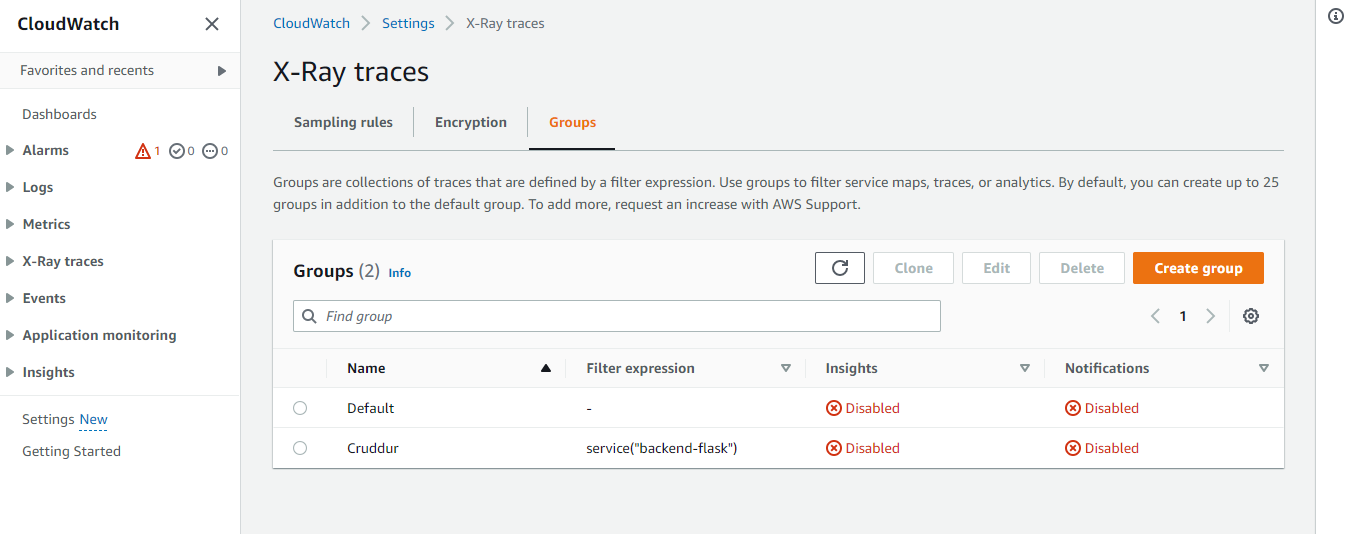 CloudWatch
Favorites and recents
Dashboards
Alarms 1 0 0
Logs
Metrics
X-Ray traces
Events
Application monitoring
Insights
Settings New
Getting Started
CloudWatch Settings X-Ray traces
X-Ray traces
Sampling rules Encryption Groups
Groups are collections of traces that are defined by a filter expression. Use groups to filter service maps, traces, or analytics. By default, you can create up to 25
groups in addition to the default group. To add more, request an increase with AWS Support.
Groups (2) Info Clone Edit Delete Create group
Find group 1
Name Filter expression Insights Notifications
Default - Disabled Disabled
Cruddur service("backend-flask") Disabled Disabled